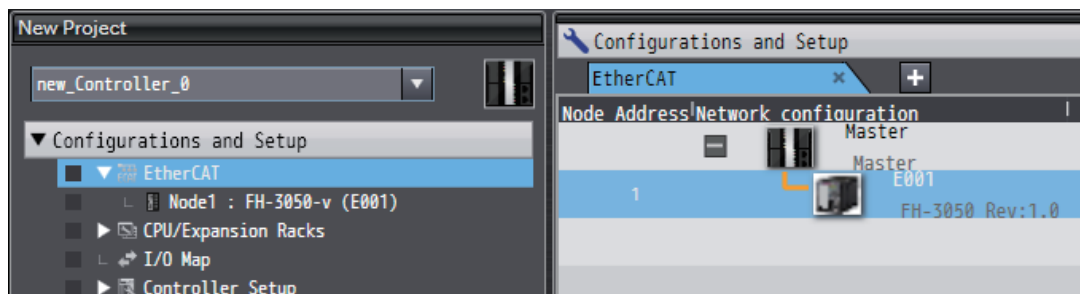 New Project
new_Controller_0
Configurations and Setup
EtherCAT
Node1 : FH-3050-v (E001)
CPU/Expansion Racks
I/O Map
Controller Setup
Configurations and Setup
EtherCAT
Node Address Network configuration
Master
Master
1
E001
FH-3050 Rev:1.0